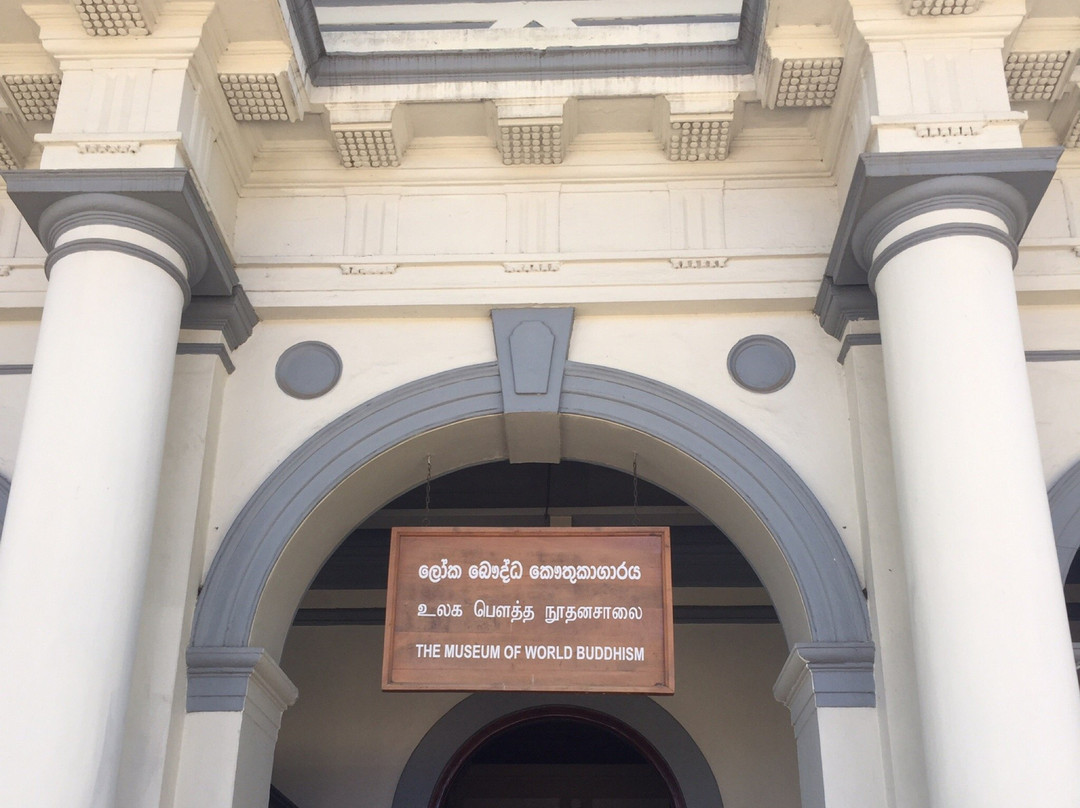 ලෝක බෞද්ධ කෞතුකාගාරය
உலக பௌத்த நூதனசாலை
THE MUSEUM OF WORLD BUDDHISM